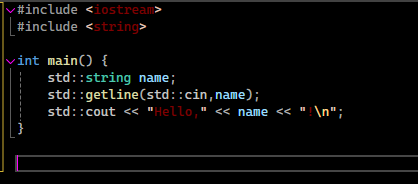 #include <iostream>
#include <string>
int main() {
std::string name;
std::getline(std::cin,name);
std::cout << "Hello," << name << "!\n";
}